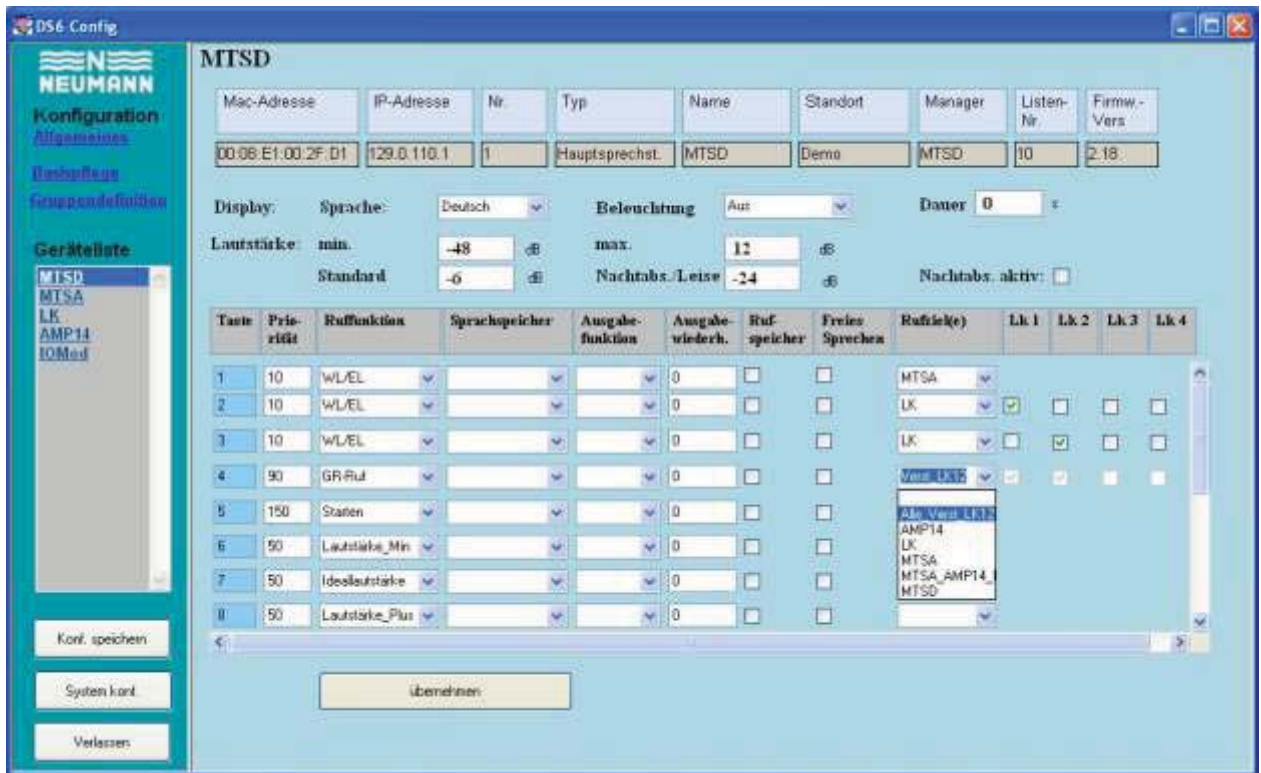 DS6 Config
NEUMANN
Konfiguration
Allgemeines
Gruppendefinition
Geräteliste
MTSD
MTSA
LK
AMP14
IOMod
Konf. speichern
System konf.
Verlassen
MTSD
Mac-Adresse IP-Adresse Nr. Typ Name Standort Manager Listen-Nr. Firmw.-Vers
00:08:E1:00:2F:D1 129.0.110.1 1 Hauptsprechst. MTSD Demo MTSD 10 2.18
Display: Sprache: Deutsch Beleuchtung Aus Dauer 0 s
Lautstärke: min. -48 dB max. 12 dB
Standard -6 dB Nachtabs./Leise -24 dB Nachtabs. aktiv:
Taste Prio-rität Ruffunktion Sprachspeicher Ausgabe-funktion Ausgabe-wiederh. Ruf-speicher Freies Sprechen Rufziel(e) Lk 1 Lk 2 Lk 3 Lk 4
1 10 WL/EL 0 MTSA
2 10 WL/EL 0 LK
3 10 WL/EL 0 LK
4 90 GR-Ruf 0 Verst_LK12
5 150 Starten 0
6 50 Lautstärke_Min 0
7 50 Ideallautstärke 0
8 50 Lautstärke_Plus 0
Alle_Verst_LK12
AMP14
LK
MTSA
MTSA_AMP14_
MTSD
übernehmen